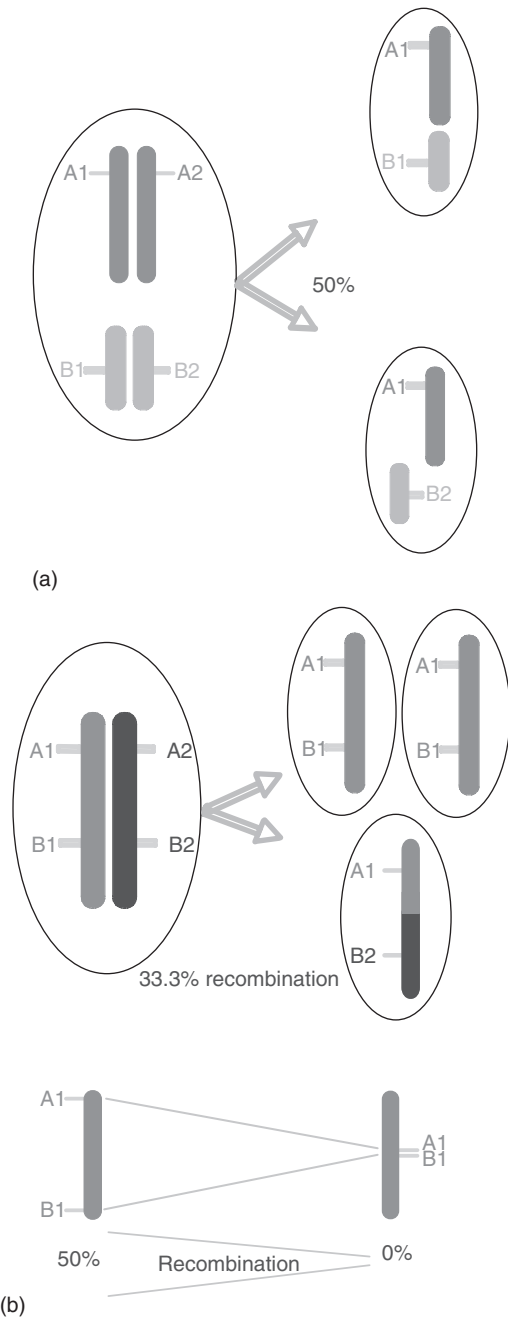 A1
B1
A1 A2
50%
B1 B2
A1
B2
(a)
A1 A1
A1 A2
B1 B1
B1 B2
A1
B2
33.3% recombination
A1
A1
B1
B1
50% Recombination 0%
(b)